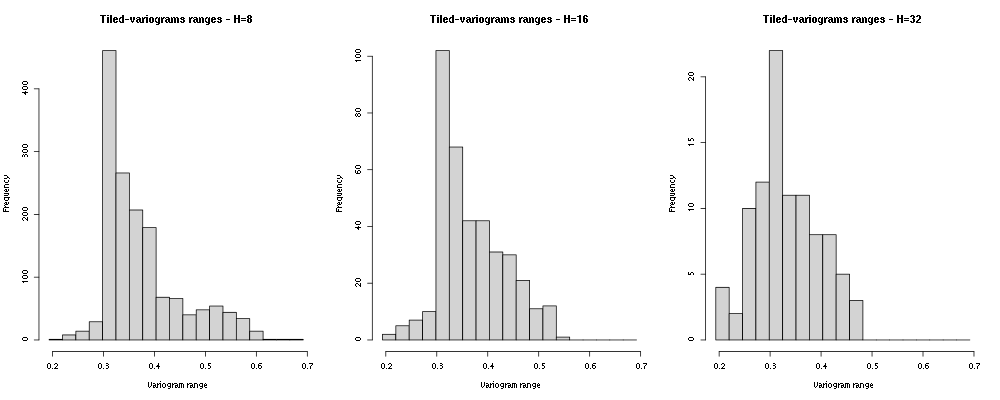 Tiled-variograms ranges - H=8
Tiled-variograms ranges - H=16
Tiled-variograms ranges - H=32
Frequency
0
100
200
300
400
0.2 0.3 0.4 0.5 0.6 0.7
Variogram range
Frequency
0
20
40
60
80
100
0.2 0.3 0.4 0.5 0.6 0.7
Variogram range
Frequency
0
5
10
15
20
0.2 0.3 0.4 0.5 0.6 0.7
Variogram range